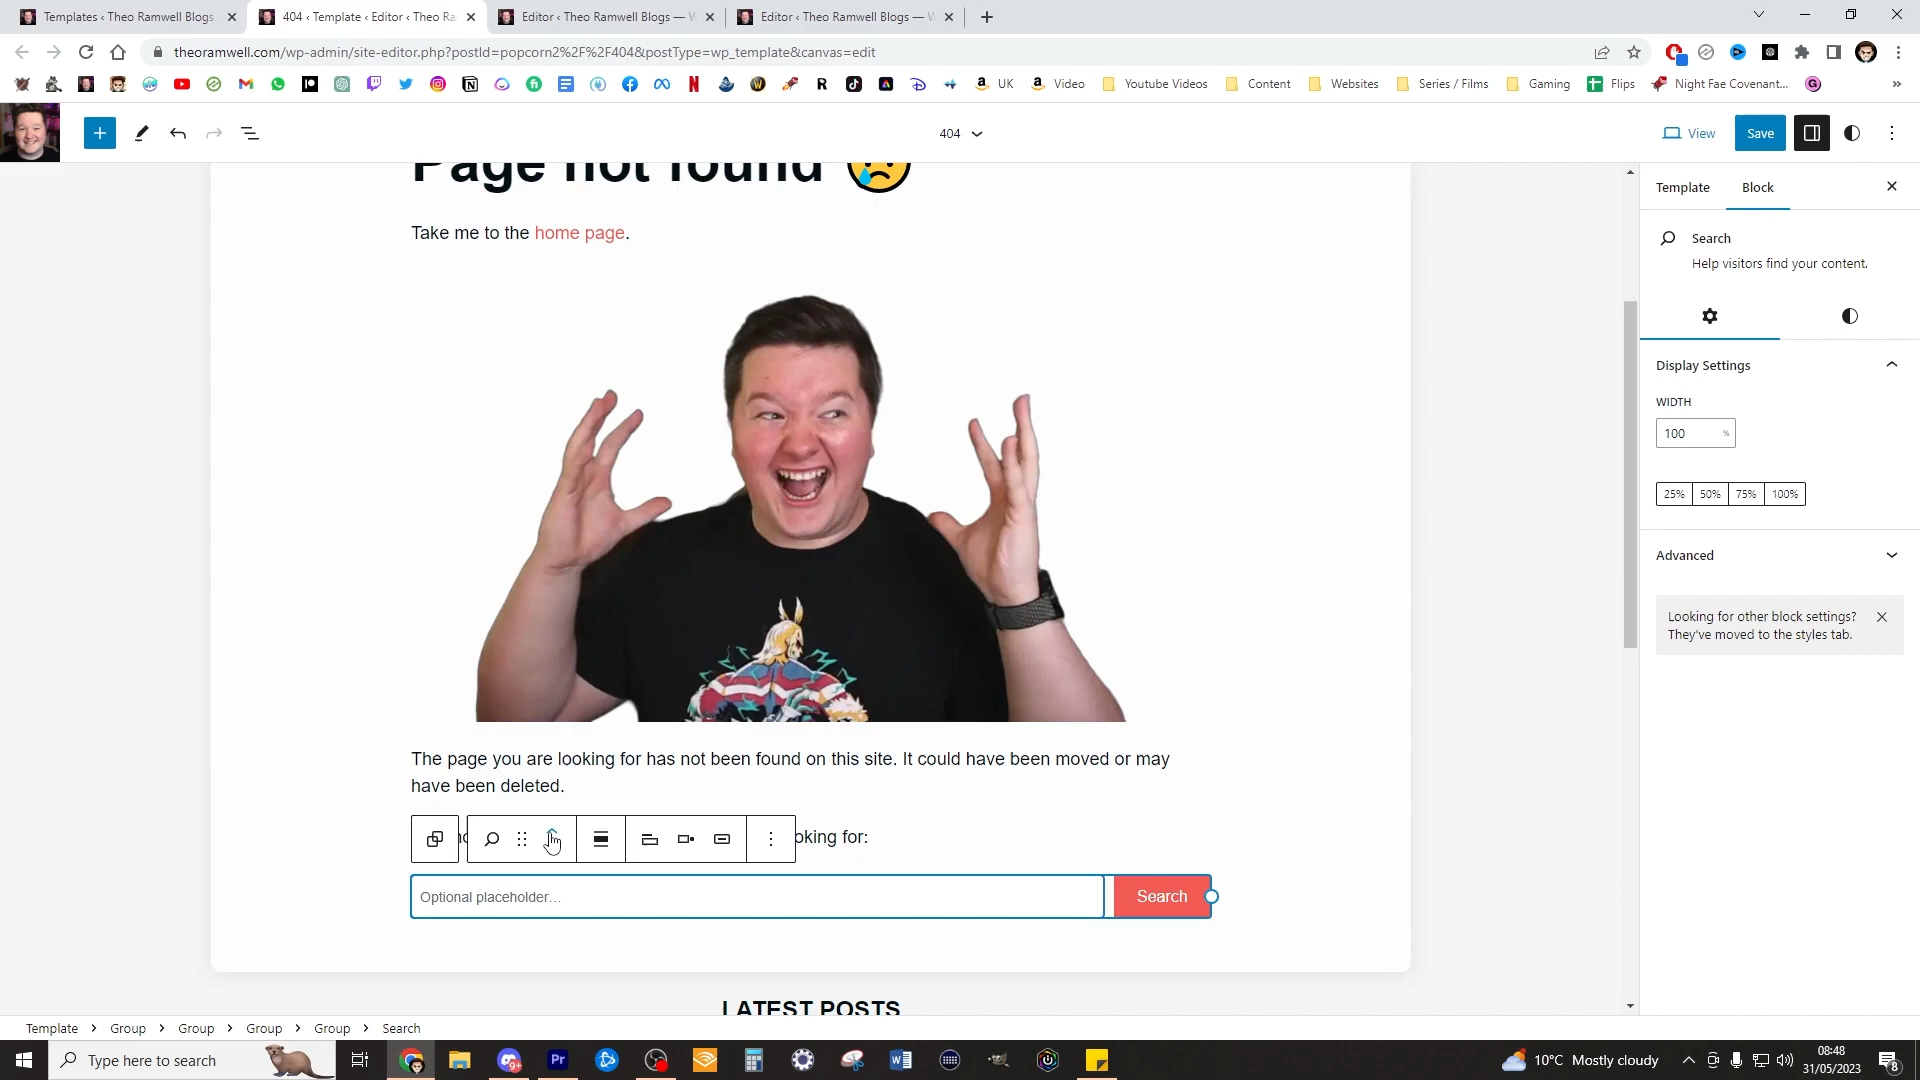 Templates ‹ Theo Ramwell Blogs
404 ‹ Template ‹ Editor ‹ Theo Ra
Editor ‹ Theo Ramwell Blogs — W
Editor ‹ Theo Ramwell Blogs — W
theoramwell.com/wp-admin/site-editor.php?postId=popcorn2%2F%2F404&postType=wp_template&canvas=edit
UK
Video
Youtube Videos
Content
Websites
Series / Films
Gaming
Flips
Night Fae Covenant...
404
View
Save
Page not found
Take me to the home page.
The page you are looking for has not been found on this site. It could have been moved or may
have been deleted.
oking for:
Optional placeholder…
Search
LATEST POSTS
Template
Block
Search
Help visitors find your content.
Display Settings
WIDTH
100 %
25% 50% 75% 100%
Advanced
Looking for other block settings?
They've moved to the styles tab.
Template > Group > Group > Group > Group > Search
Type here to search
10°C Mostly cloudy
08:48
31/05/2023
8